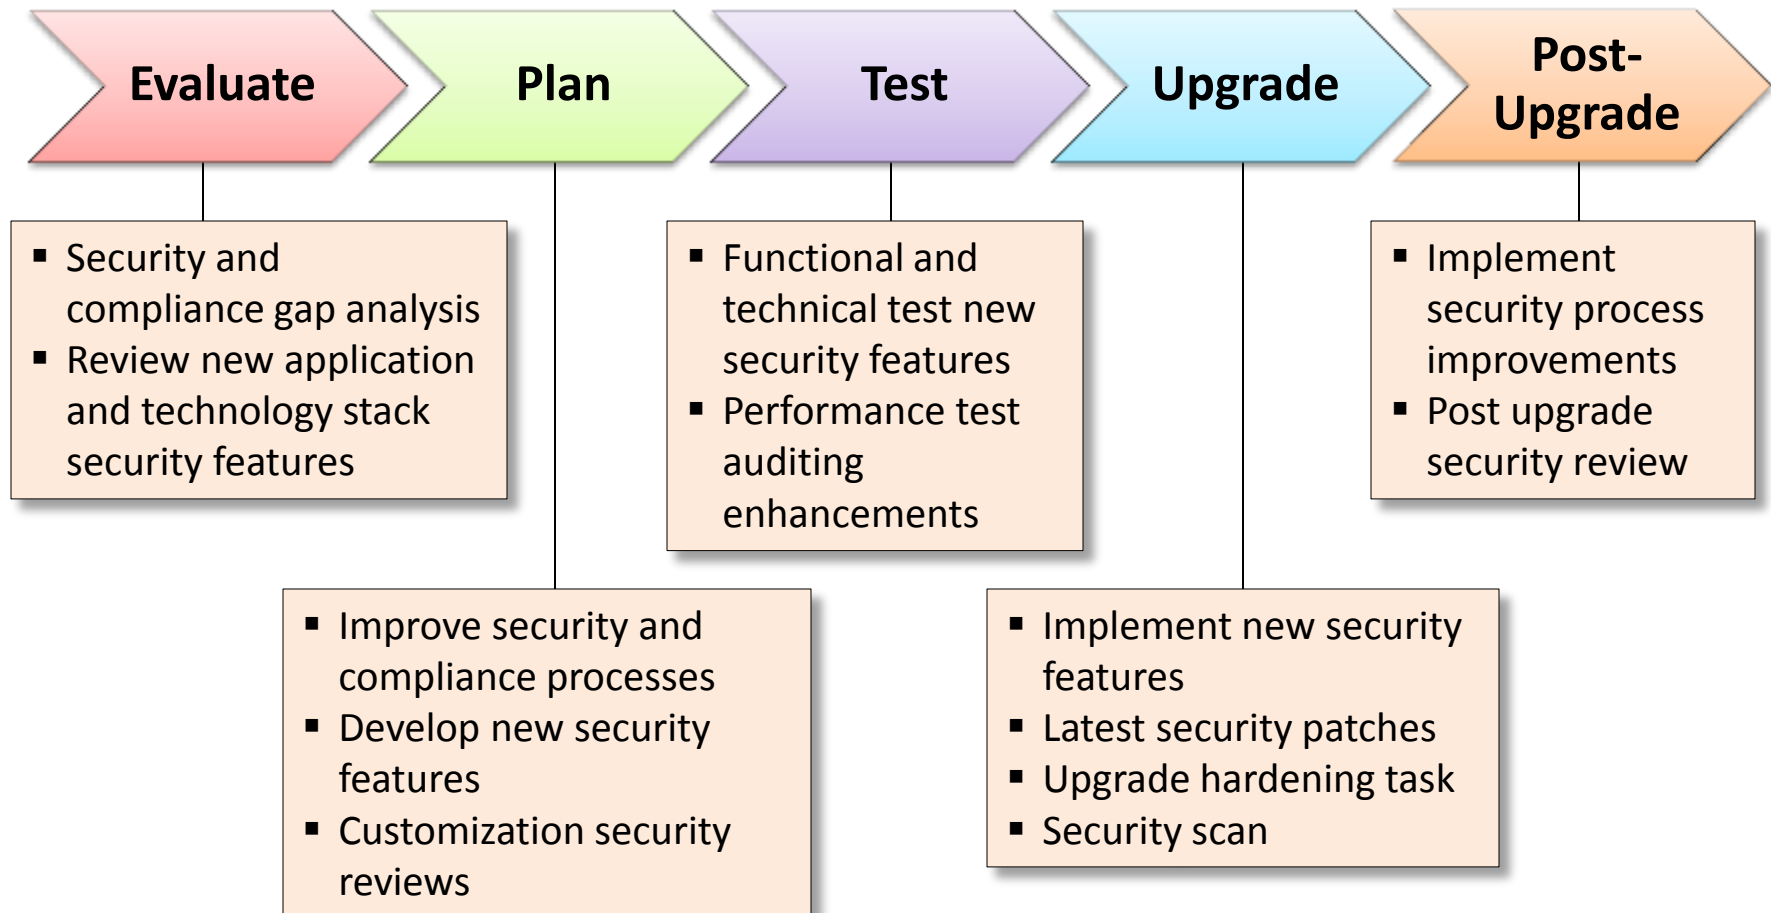 Evaluate
Plan
Test
Upgrade
Post-
Upgrade
▪ Security and
compliance gap analysis
▪ Review new application
and technology stack
security features
▪ Functional and
technical test new
security features
▪ Performance test
auditing
enhancements
▪ Implement
security process
improvements
▪ Post upgrade
security review
▪ Improve security and
compliance processes
▪ Develop new security
features
▪ Customization security
reviews
▪ Implement new security
features
▪ Latest security patches
▪ Upgrade hardening task
▪ Security scan